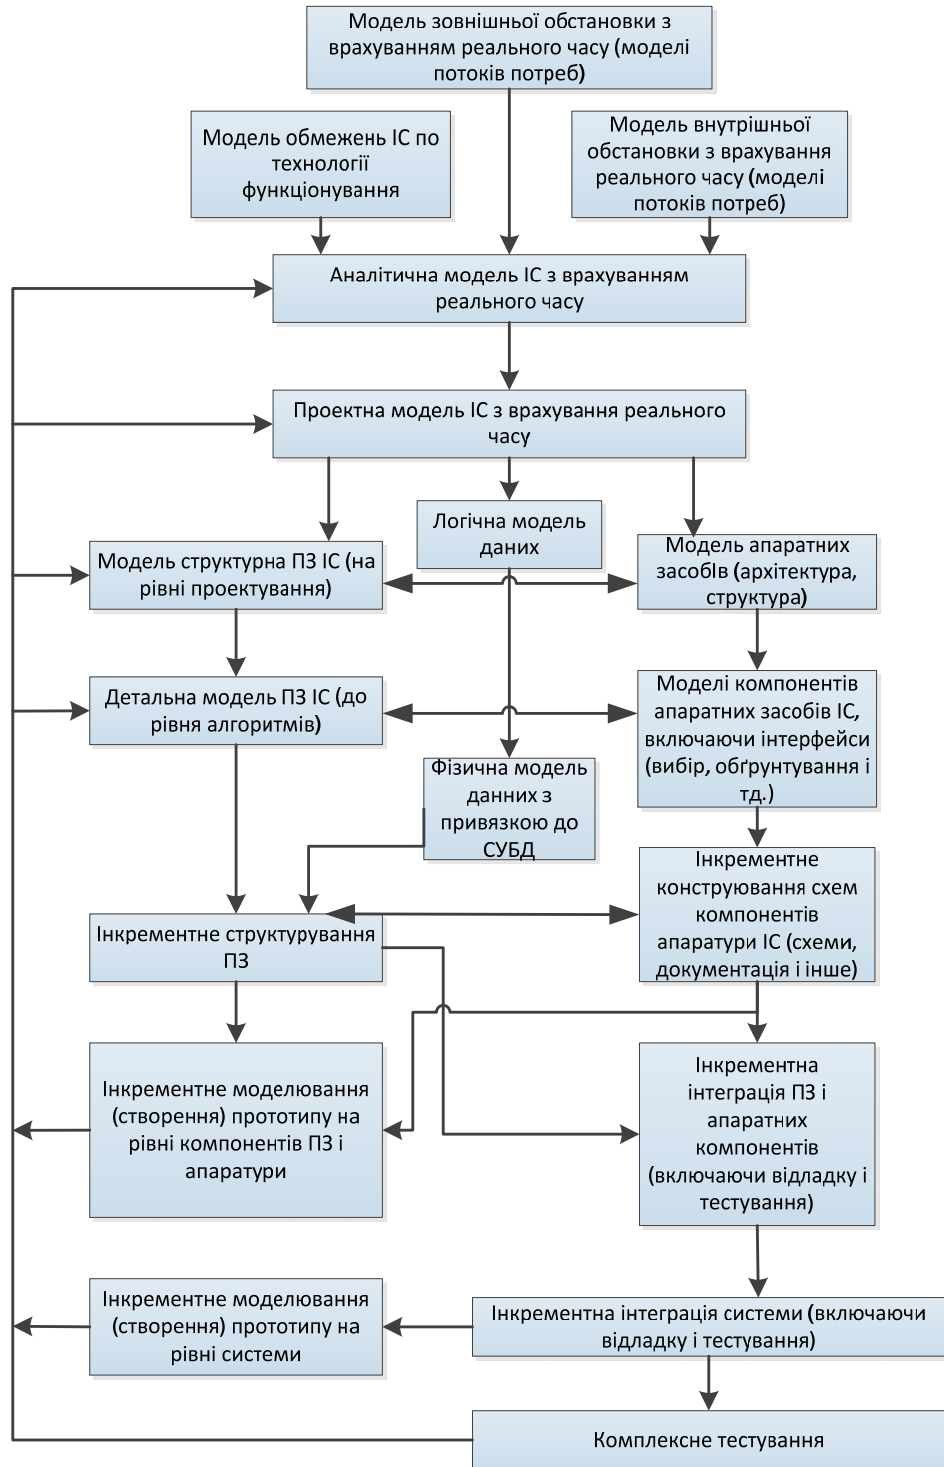 Модель зовнішньої обстановки з
врахуванням реального часу (моделі
потоків потреб)
Модель обмежень ІС по
технології
функціонування
Модель внутрішньої
обстановки з врахування
реального часу (моделі
потоків потреб)
Аналітична модель ІС з врахуванням
реального часу
Проектна модель ІС з врахування реального
часу
Логічна модель
даних
Модель структурна ПЗ ІС (на
рівні проектування)
Модель апаратних
засобІв (архітектура,
структура)
Детальна модель ПЗ ІС (до
рівня алгоритмів)
Моделі компонентів
апаратних засобів ІС,
включаючи інтерфейси
(вибір, обґрунтування і
тд.)
Фізична модель
данних з
привязкою до
СУБД
Інкрементне
конструювання схем
компонентів
апаратури ІС (схеми,
документація і інше)
Інкрементне структурування
ПЗ
Інкрементне моделювання
(створення) прототипу на
рівні компонентів ПЗ і
апаратури
Інкрементна
інтеграція ПЗ і
апаратних
компонентів
(включаючи відладку і
тестування)
Інкрементне моделювання
(створення) прототипу на
рівні системи
Інкрементна інтеграція системи (включаючи
відладку і тестування)
Комплексне тестування